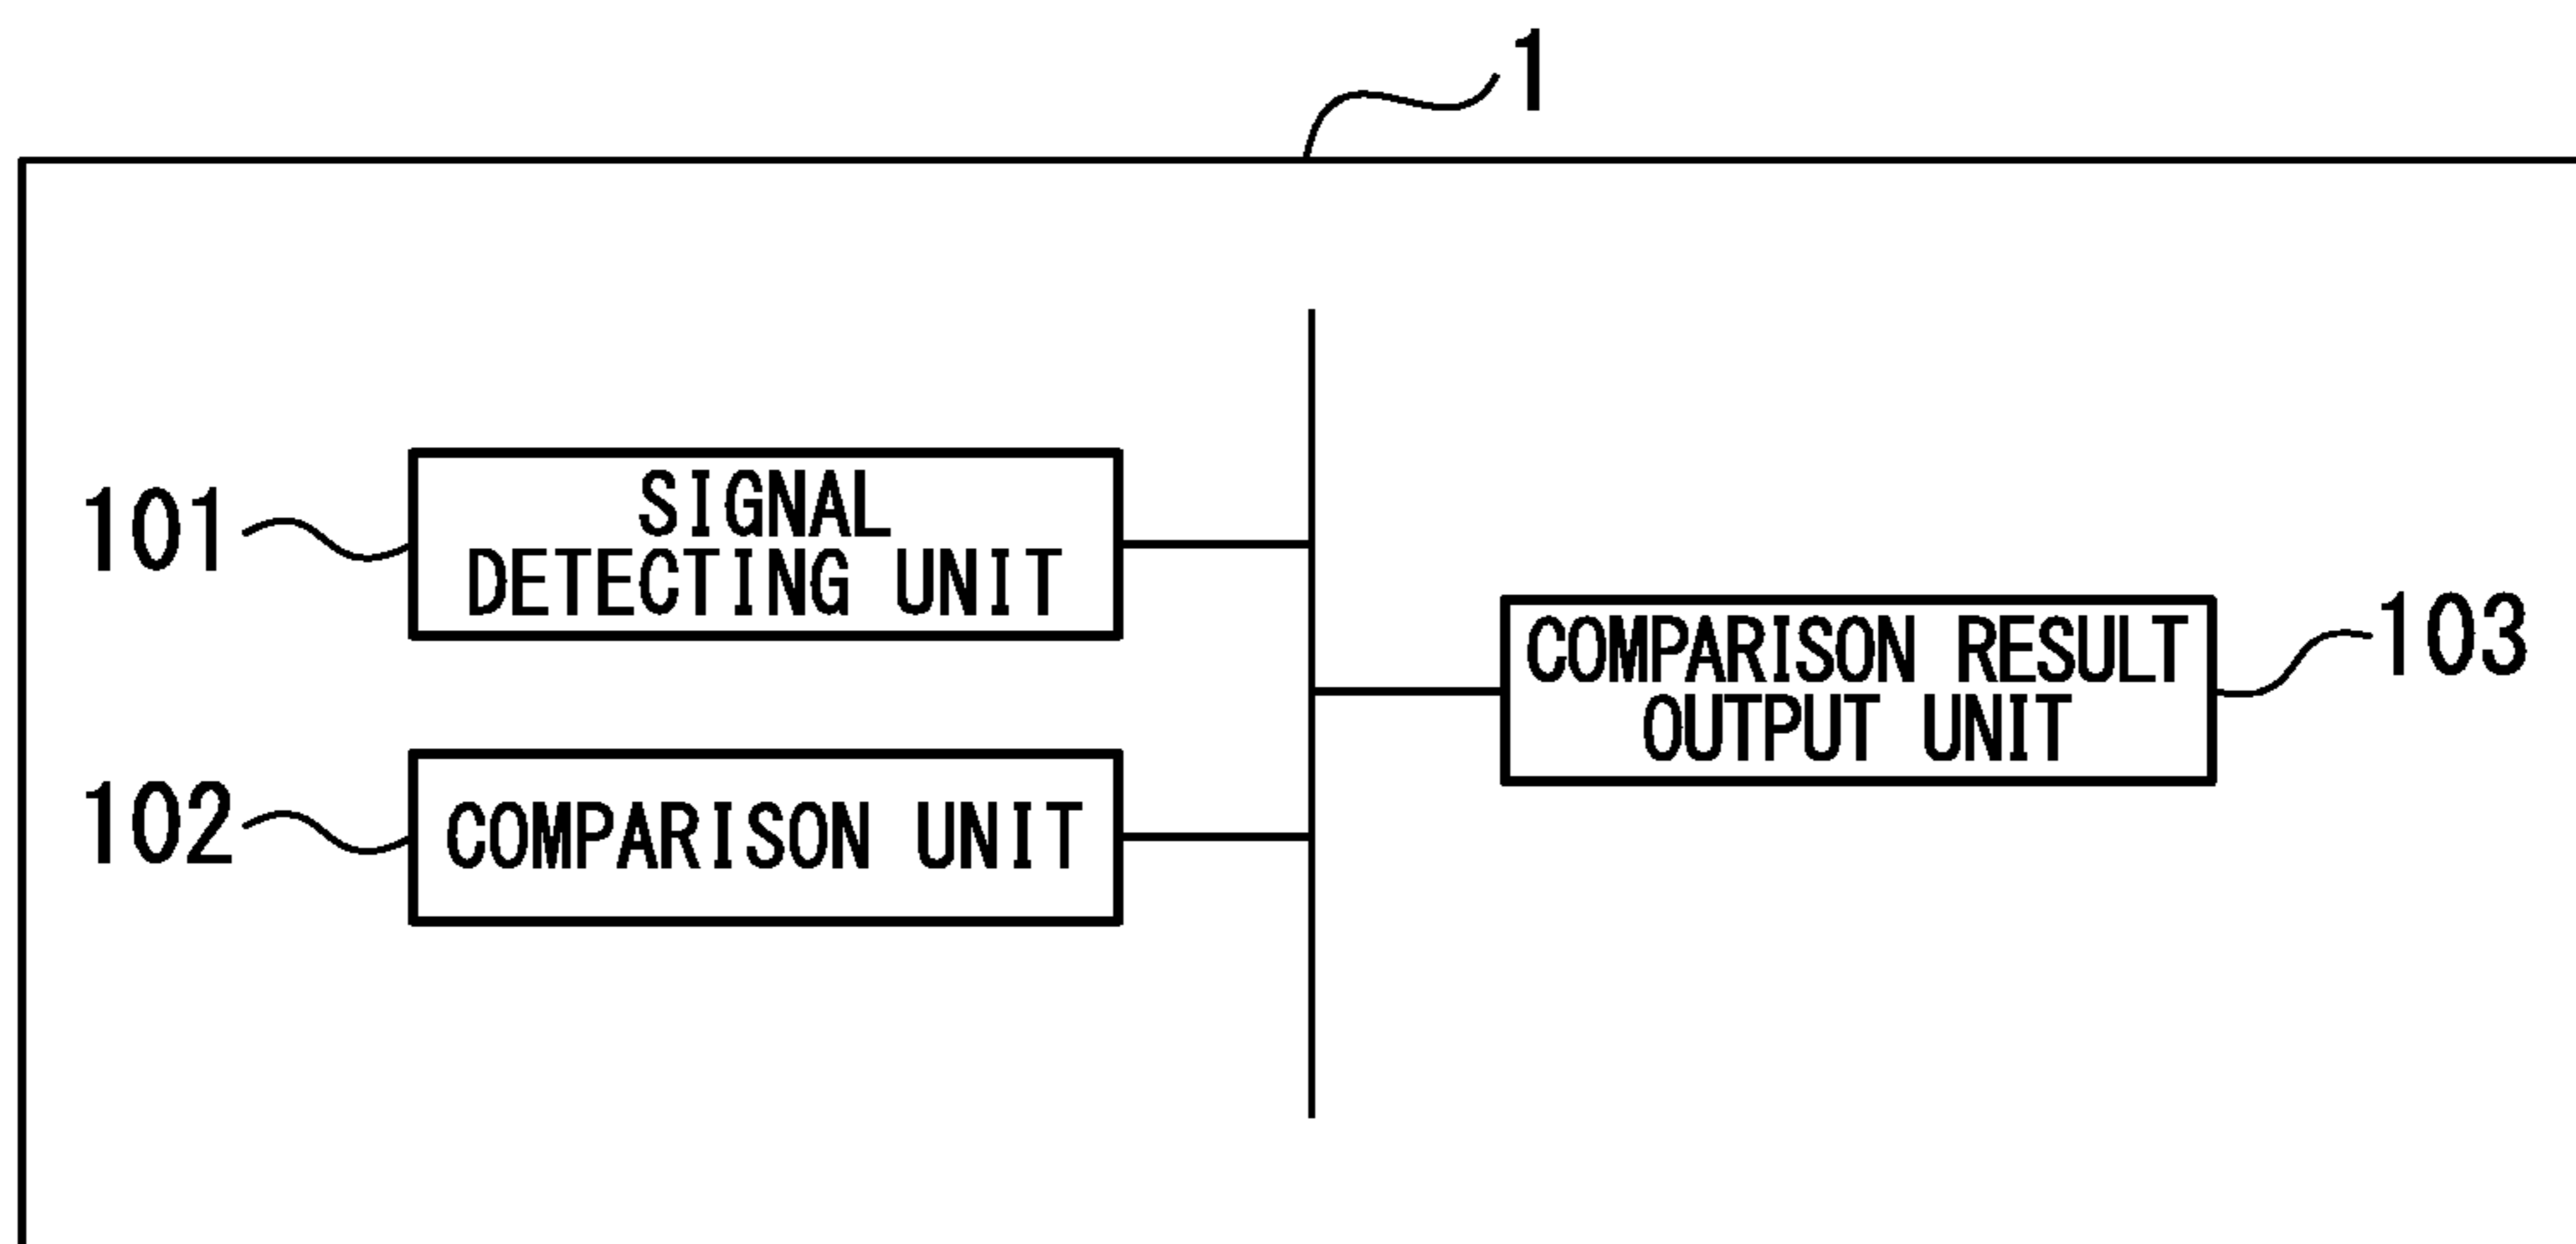 1
101
SIGNAL
DETECTING UNIT
102
COMPARISON UNIT
COMPARISON RESULT
OUTPUT UNIT
103